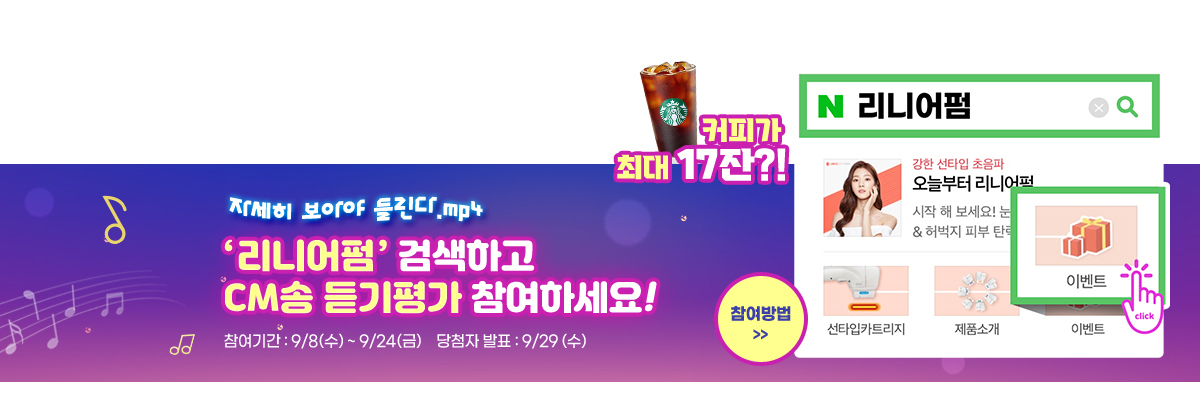 커피가
최대 17잔?!
자세히 보아야 들린다.mp4
‘리니어펌’ 검색하고
CM송 듣기평가 참여하세요!
참여기간 : 9/8(수) ~ 9/24(금) 당첨자 발표 : 9/29 (수)
참여방법
>>
N 리니어펌
강한 선타입 초음파
오늘부터 리니어펌
시작 해 보세요! 눈
& 허벅지 피부 탄력
이벤트
click
선타입카트리지
제품소개
이벤트